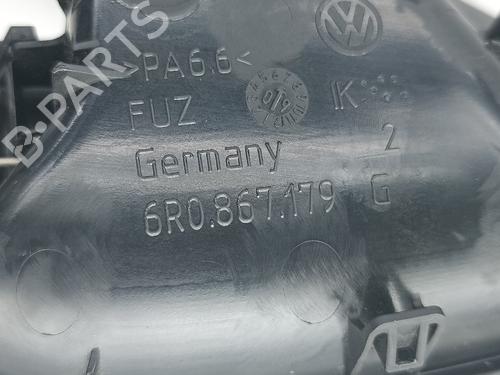 >PA6.6<
FUZ
IK
Germany
2
6R0.867.179
G
B-PARTS